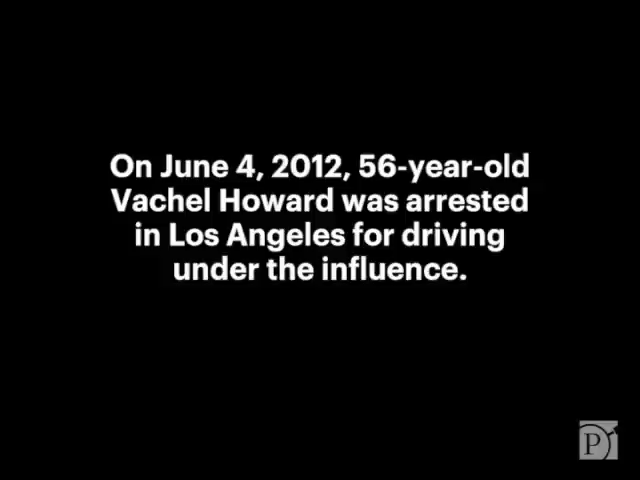 On June 4, 2012, 56-year-old
Vachel Howard was arrested
in Los Angeles for driving
under the influence.
P